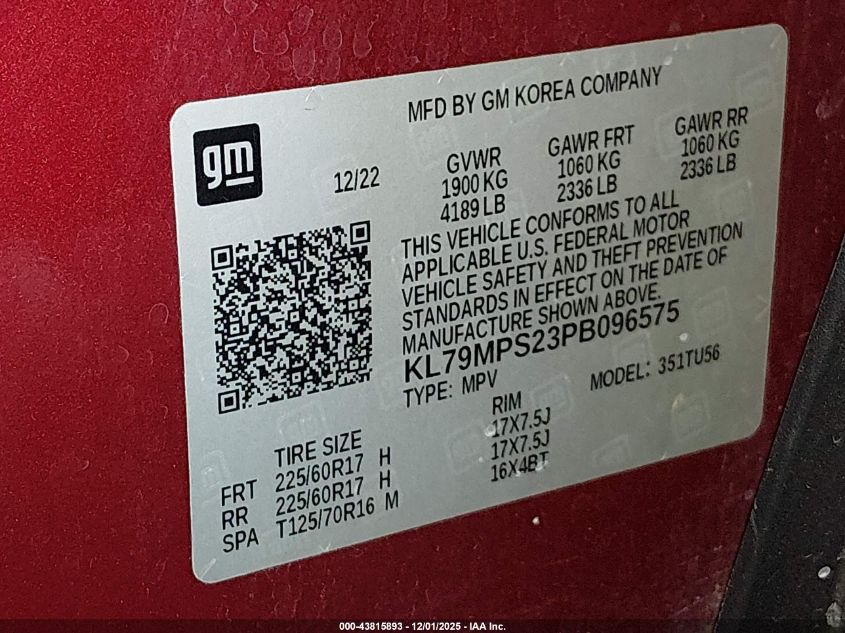 MFD BY GM KOREA COMPANY
gm
12/22
GVWR
1900 KG
4189 LB
GAWR FRT
1060 KG
2336 LB
GAWR RR
1060 KG
2336 LB
THIS VEHICLE CONFORMS TO ALL
APPLICABLE U.S. FEDERAL MOTOR
VEHICLE SAFETY AND THEFT PREVENTION
STANDARDS IN EFFECT ON THE DATE OF
MANUFACTURE SHOWN ABOVE.
KL79MPS23PB096575
TYPE: MPV MODEL: 351TU56
TIRE SIZE RIM
FRT 225/60R17 H 17X7.5J
RR 225/60R17 H 17X7.5J
SPA T125/70R16 M 16X4BT
000-43815893 - 12/01/2025 - IAA Inc.